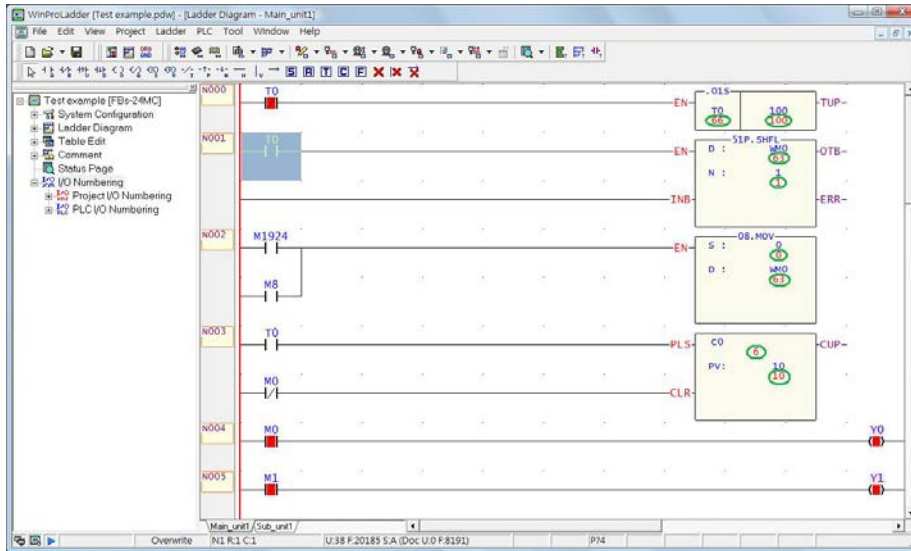 WinProLadder [Test example.pdw] - [Ladder Diagram - Main_unit1]
File Edit View Project Ladder PLC Tool Window Help
S R T C F
Test example [FBs-24MC]
System Configuration
Ladder Diagram
Table Edit
Comment
Status Page
I/O Numbering
Project I/O Numbering
PLC I/O Numbering
N000
T0
EN
.01S
T0
66
100
100
TUP
N001
T0
EN
51P.SHFL
D :
WM0
63
OTB
N :
1
1
INB
ERR
N002
M1924
EN
08.MOV
S :
0
0
M8
D :
WM0
63
N003
T0
PLS
C0
6
CUP
PV:
10
10
M0
CLR
N004
M0
Y0
N005
M1
Y1
Main_unit1 Sub_unit1
Overwrite N1 R:1 C:1 U:38 F:20185 S:A (Doc U:0 F:8191)